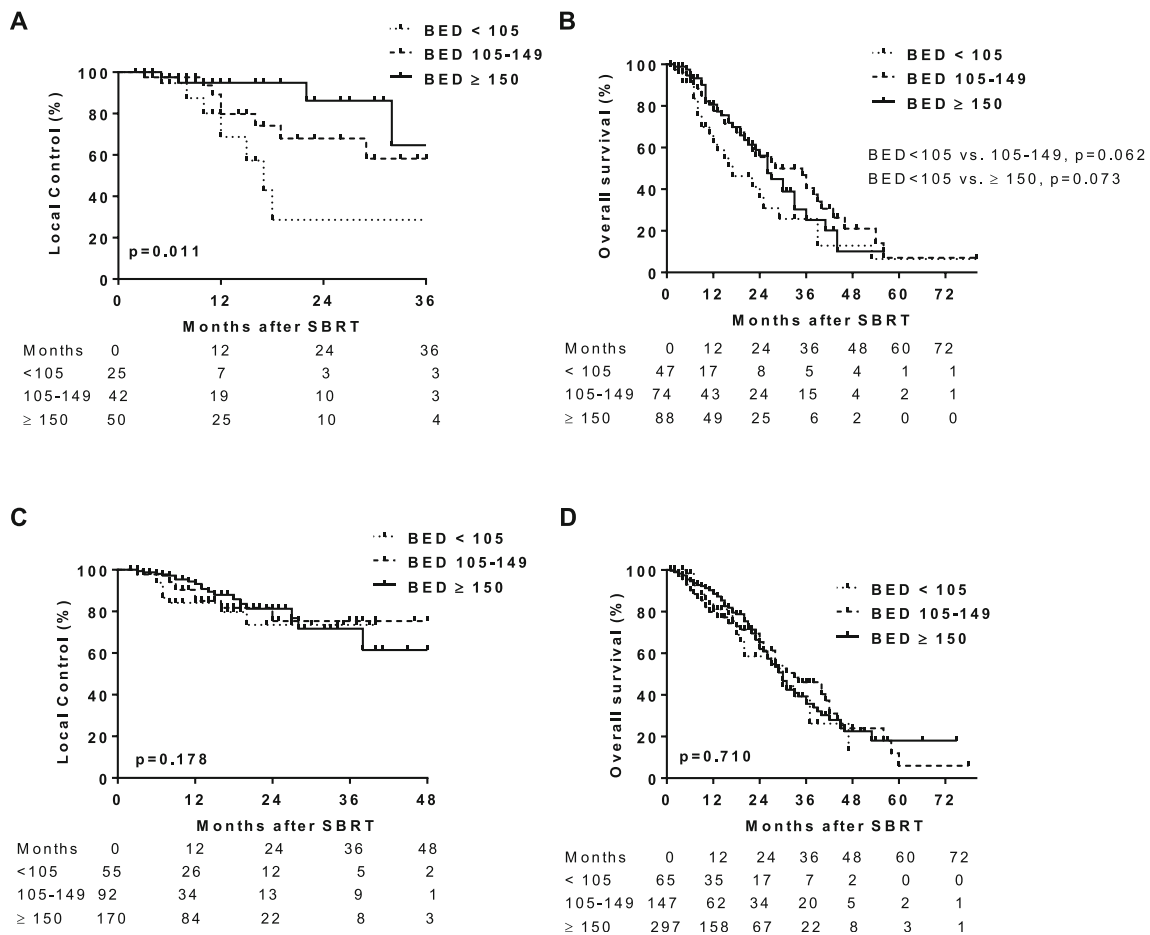 A
BED < 105
BED 105-149
BED ≥ 150
Local Control (%)
100
80
60
40
20
0
p=0.011
0 12 24 36
Months after SBRT
Months 0 12 24 36
<105 25 7 3 3
105-149 42 19 10 3
≥ 150 50 25 10 4
B
BED < 105
BED 105-149
BED ≥ 150
BED<105 vs. 105-149, p=0.062
BED<105 vs. ≥ 150, p=0.073
Overall survival (%)
100
80
60
40
20
0
0 12 24 36 48 60 72
Months after SBRT
Months 0 12 24 36 48 60 72
< 105 47 17 8 5 4 1 1
105-149 74 43 24 15 4 2 1
≥ 150 88 49 25 6 2 0 0
C
BED < 105
BED 105-149
BED ≥ 150
Local Control (%)
100
80
60
40
20
0
p=0.178
0 12 24 36 48
Months after SBRT
Months 0 12 24 36 48
<105 55 26 12 5 2
105-149 92 34 13 9 1
≥ 150 170 84 22 8 3
D
BED < 105
BED 105-149
BED ≥ 150
Overall survival (%)
100
80
60
40
20
0
p=0.710
0 12 24 36 48 60 72
Months after SBRT
Months 0 12 24 36 48 60 72
< 105 65 35 17 7 2 0 0
105-149 147 62 34 20 5 2 1
≥ 150 297 158 67 22 8 3 1